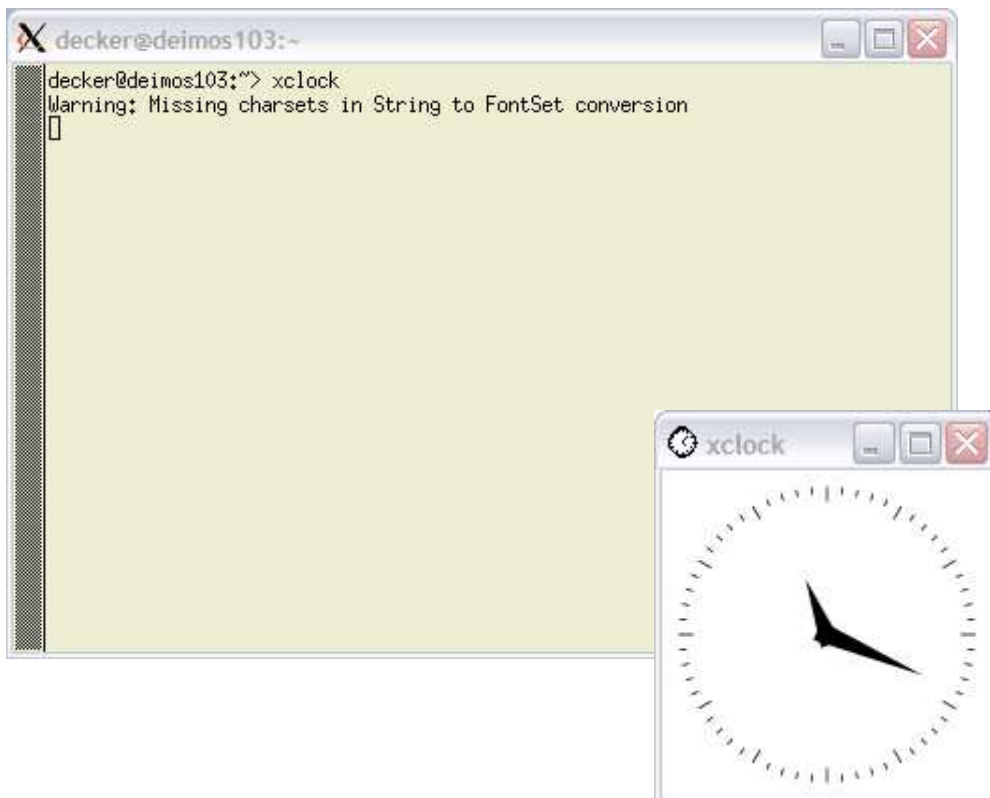 decker@deimos103:~
decker@deimos103:~> xclock
Warning: Missing charsets in String to FontSet conversion
xclock